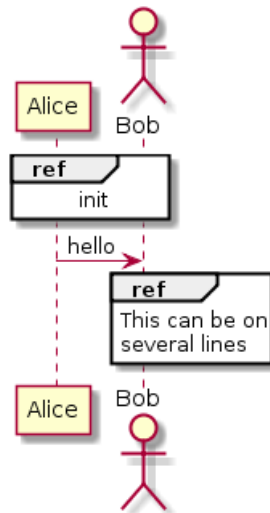 Alice
Bob
ref
init
hello
ref
This can be on
several lines
Alice
Bob